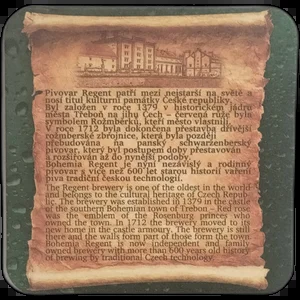 Pivovar Regent patří mezi nejstarší na světě a
nosí titul kulturní památky České republiky.
Byl založen v roce 1379 v historickém jádru
města Třeboň na jihu Čech – červená růže byla
symbolem Rožmberků, kteří město vlastnili.
V roce 1712 byla dokončena přestavba dřívější
rožmberské zbrojnice, která byla později
přebudována na panský schwarzenberský
pivovar, který byl postupem doby přestavován
a rozšiřován až do nynější podoby.
Bohemia Regent je nyní nezávislý a rodinný
pivovar s více než 600 let starou historií vaření
piva tradiční českou technologií.
The Regent brewery is one of the oldest in the world
and belongs to the cultural heritage of Czech Repub-
lic. The brewery was established in 1379 in the castle
at the southern Bohemian town of Trebon – Red rose
was the emblem of the Rosenburg princes who
owned the town. In 1712 the brewery moved to its
new home in the castle armoury. The brewery is still
there and the walls form part of those form the town
Bohemia Regent is now independent and family
owned brewery with more than 600 years old history
of brewing by traditional Czech technology.